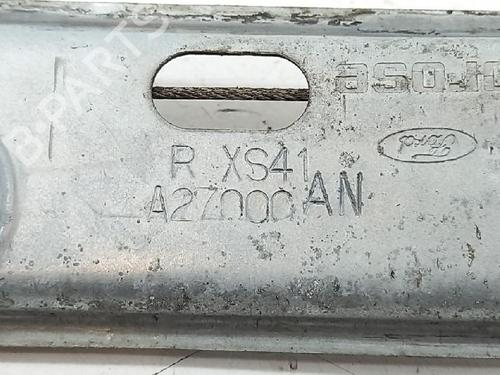 Ford
R XS41
A27000 AN
B-PARTS